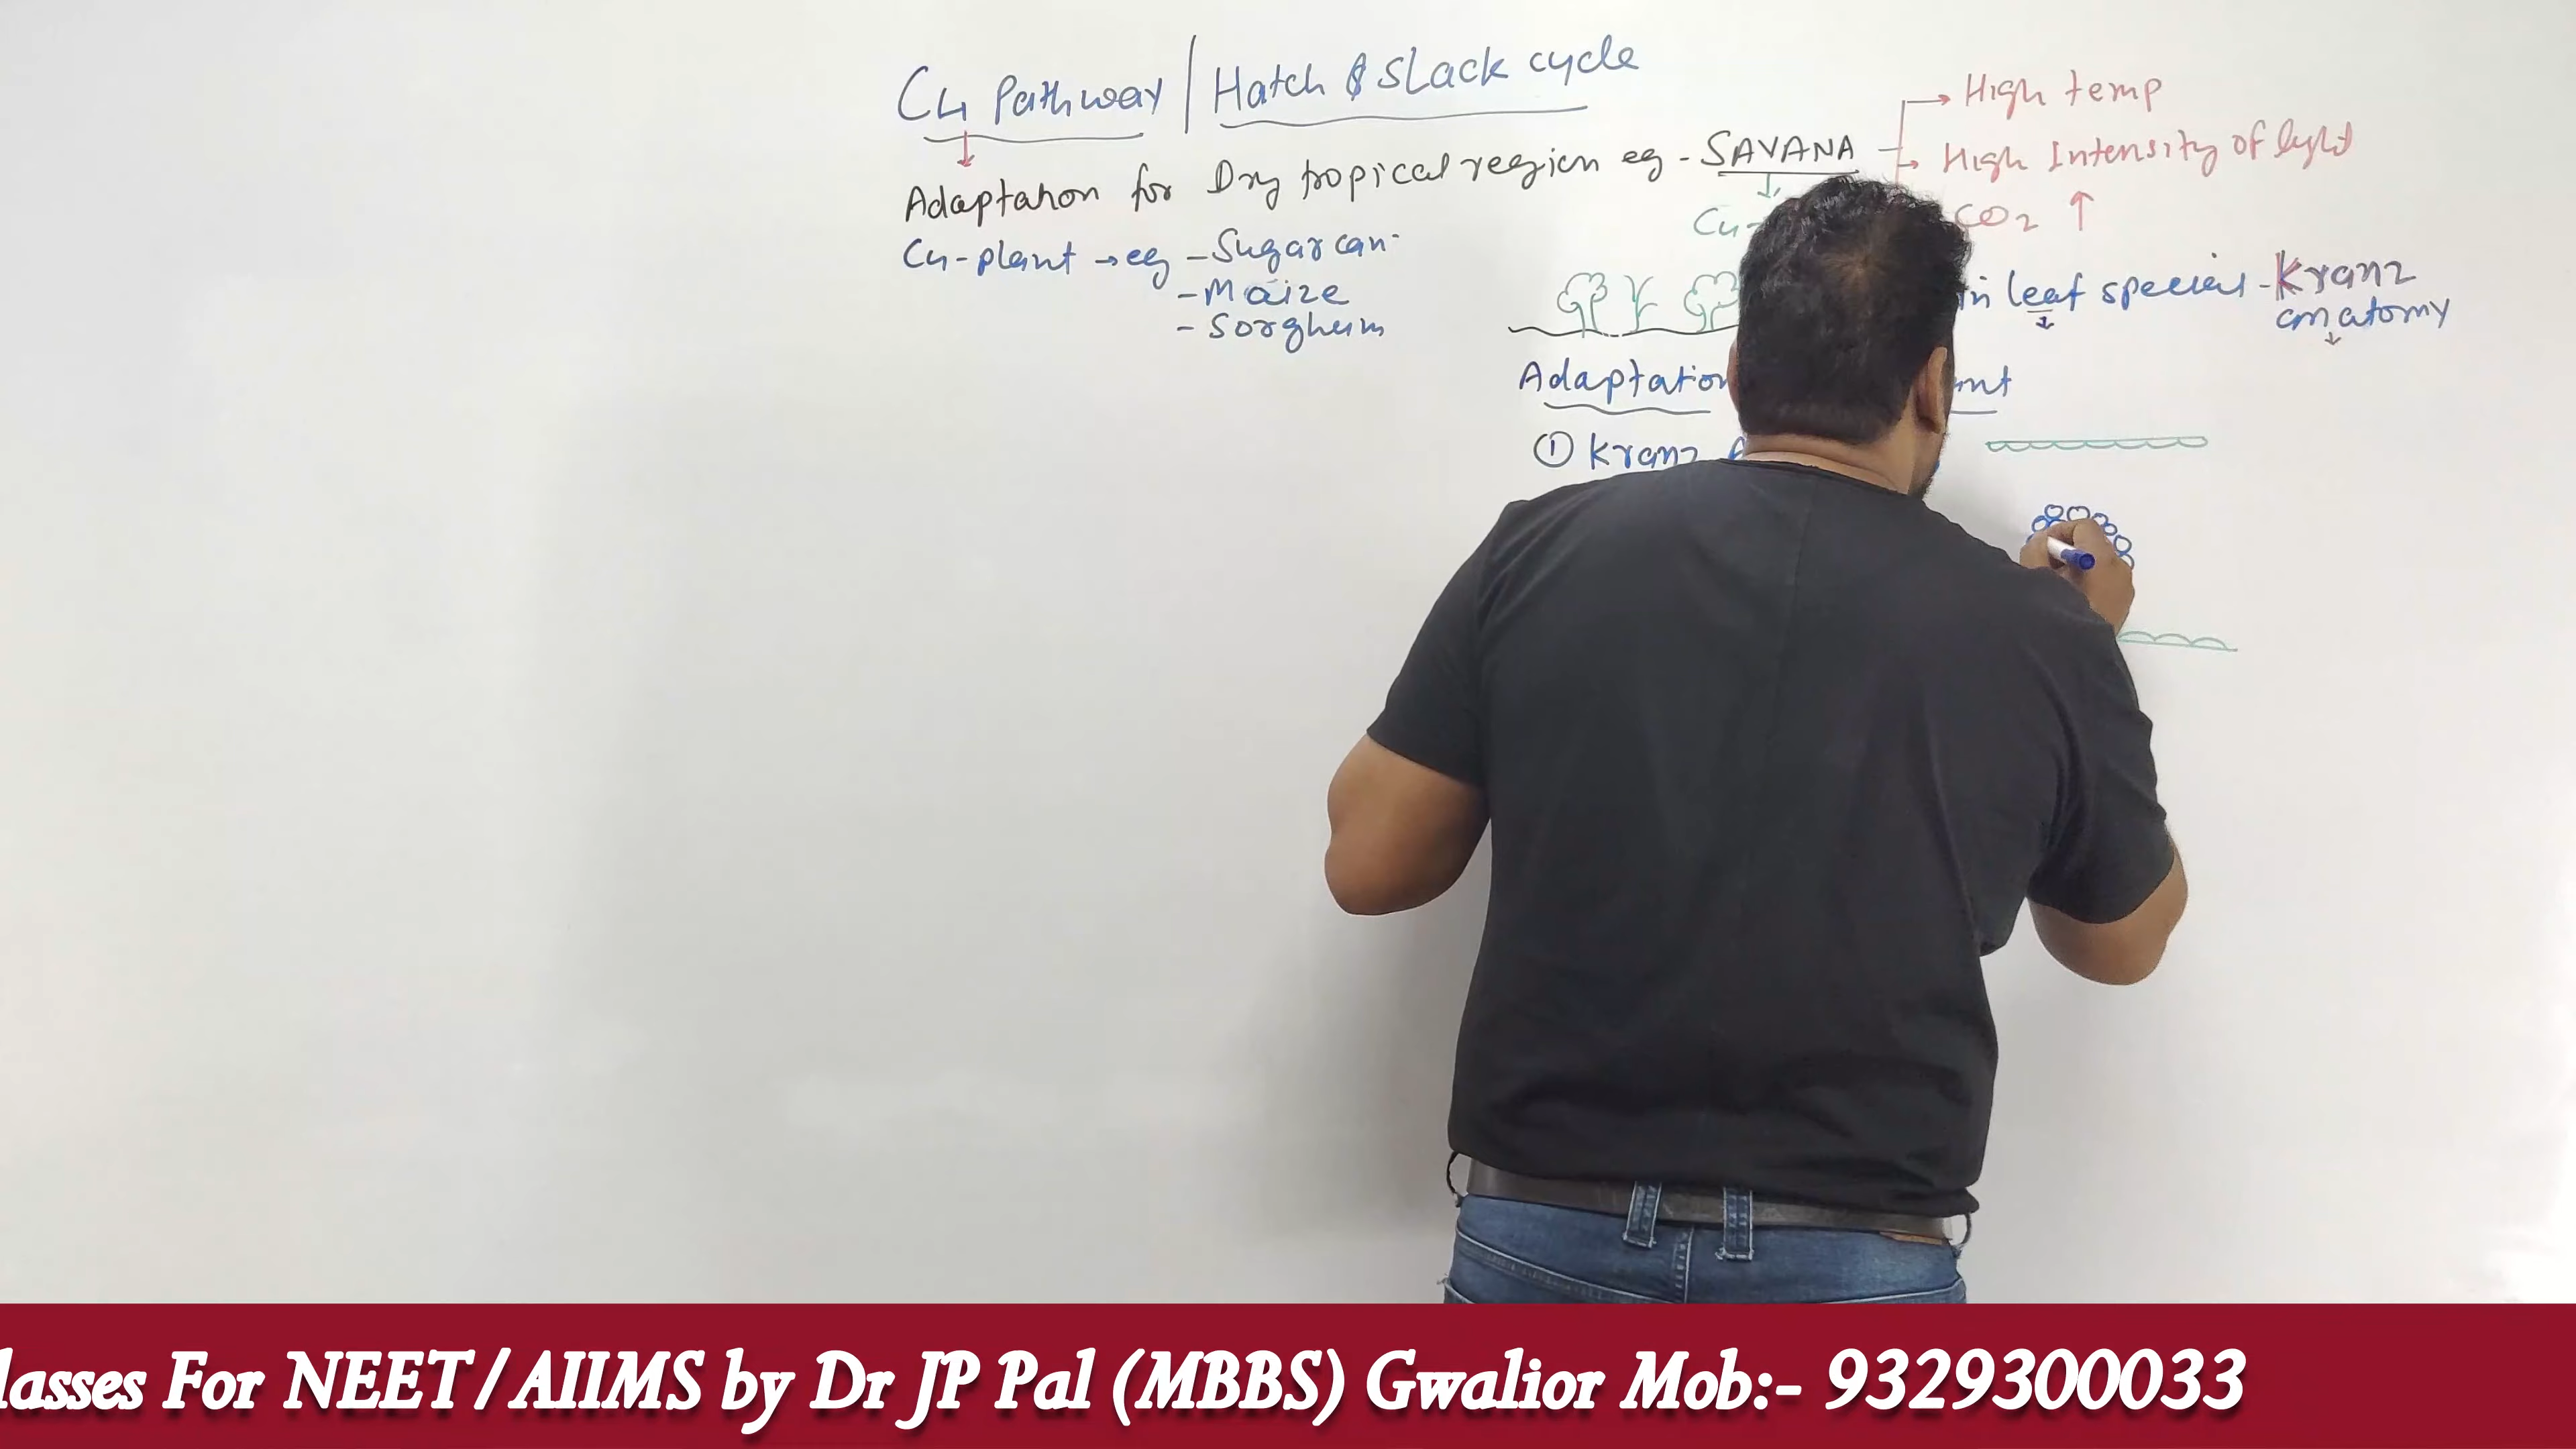 C4 Pathway | Hatch & slack cycle
Adaptation for Dry tropical region eg - SAVANA
High temp
High Intensity of light
CO2 ↑
C4-
C4-plant → eg - Sugarcan
- Maize
- Sorghum
in leaf special - Kranz anatomy
Adaptation
① Kranz
lasses For NEET/AIIMS by Dr JP Pal (MBBS) Gwalior Mob:- 9329300033